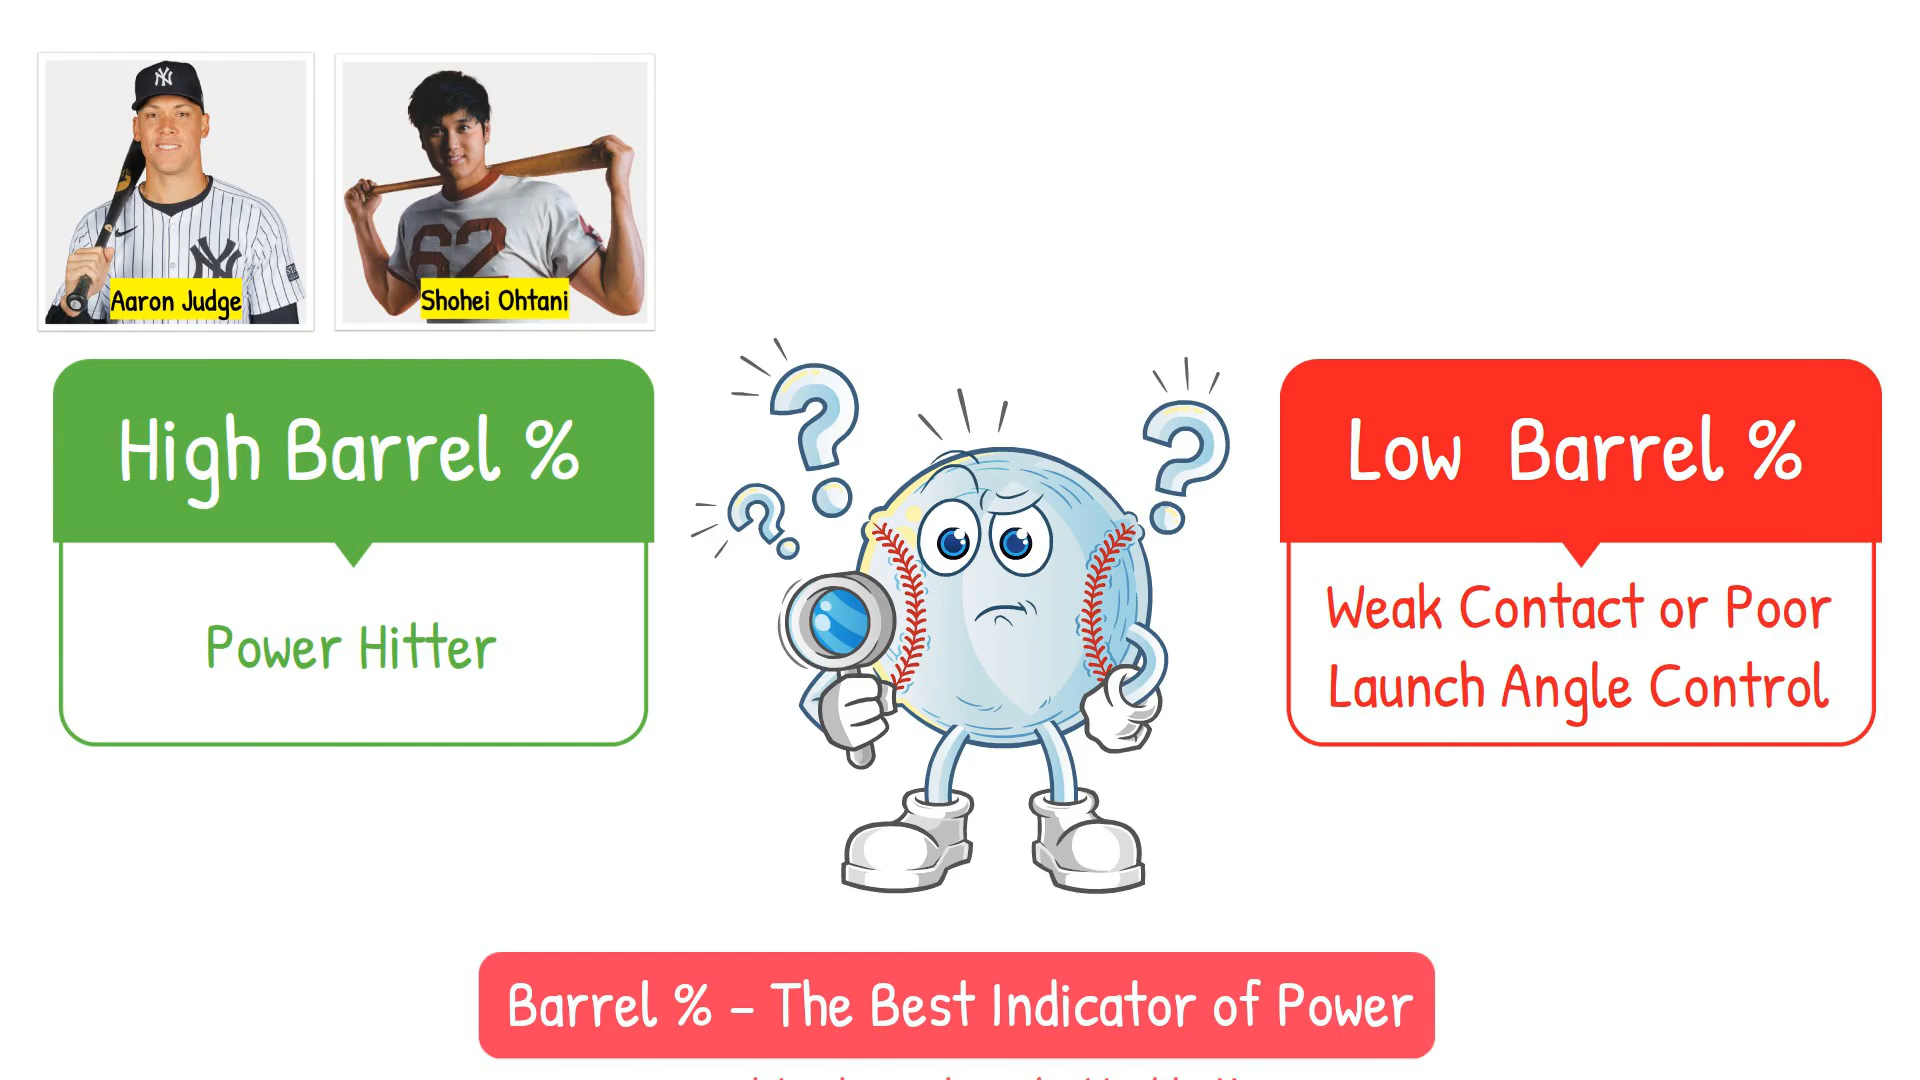 Aaron Judge
Shohei Ohtani
62
High Barrel %
Power Hitter
Low Barrel %
Weak Contact or Poor
Launch Angle Control
Barrel % – The Best Indicator of Power